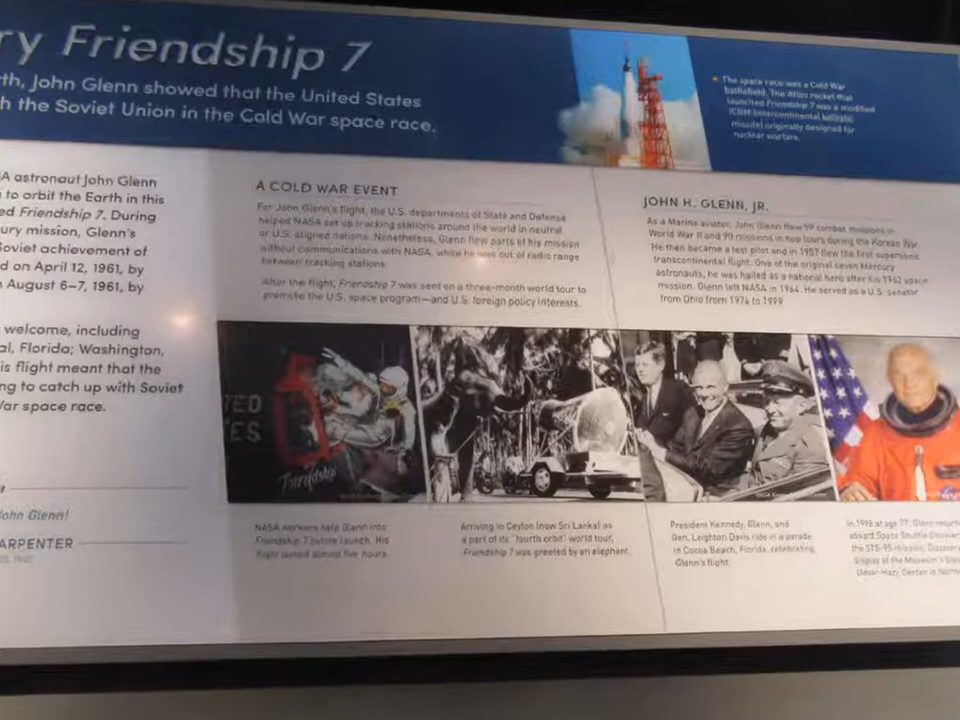 ry Friendship 7
th, John Glenn showed that the United States
h the Soviet Union in the Cold War space race.
The space race was a Cold War
battlefield. The Atlas rocket that
launched Friendship 7 was a modified
ICBM (intercontinental ballistic
missile) originally designed for
nuclear warfare.
A astronaut John Glenn
to orbit the Earth in this
ed Friendship 7. During
ury mission, Glenn's
Soviet achievement of
d on April 12, 1961, by
August 6–7, 1961, by
welcome, including
al, Florida; Washington,
is flight meant that the
ng to catch up with Soviet
War space race.
John Glenn!
ARPENTER
A COLD WAR EVENT
For John Glenn's flight, the U.S. departments of State and Defense
helped NASA set up tracking stations around the world in neutral
or U.S. aligned nations. Nonetheless, Glenn flew parts of his mission
without communications with NASA, while he was out of radio range
between tracking stations.
After the flight, Friendship 7 was sent on a three-month world tour to
promote the U.S. space program—and U.S. foreign policy interests.
JOHN H. GLENN, JR.
As a Marine aviator, John Glenn flew 59 combat missions in
World War II and 90 missions in two tours during the Korean War.
He then became a test pilot and in 1957 flew the first supersonic
transcontinental flight. One of the original seven Mercury
astronauts, he was hailed as a national hero after his 1962 space
mission. Glenn left NASA in 1964. He served as a U.S. senator
from Ohio from 1974 to 1999
TED
ES
Friendship
NASA workers help Glenn into
Friendship 7 before launch. His
flight lasted almost five hours.
Arriving in Ceylon (now Sri Lanka) as
a part of its "fourth orbit" world tour,
Friendship 7 was greeted by an elephant.
President Kennedy, Glenn, and
Gen. Leighton Davis ride in a parade
in Cocoa Beach, Florida, celebrating
Glenn's flight.
In 1998 at age 77, Glenn
aboard Space Shuttle Discover
the STS-95 mission. Discovery
display at the Museum's
Udvar-Hazy Center in North